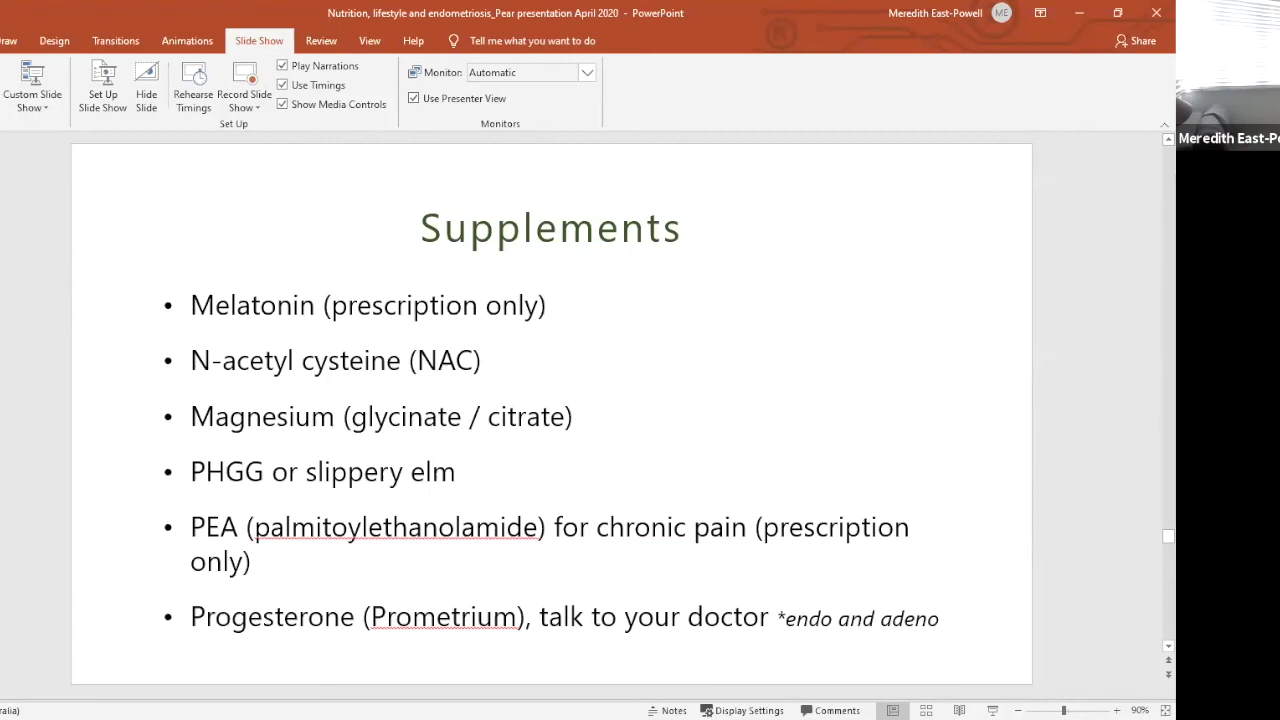 Nutrition, lifestyle and endometriosis_Pear presentation April 2020 - PowerPoint
Meredith East-Powell ME
raw Design Transitions Animations Slide Show Review View Help Tell me what you want to do Share
Custom Slide Show
Set Up Slide Show
Hide Slide
Rehearse Timings
Record Slide Show
Play Narrations
Use Timings
Show Media Controls
Set Up
Monitor: Automatic
Use Presenter View
Monitors
Meredith East-Po
Supplements
• Melatonin (prescription only)
• N-acetyl cysteine (NAC)
• Magnesium (glycinate / citrate)
• PHGG or slippery elm
• PEA (palmitoylethanolamide) for chronic pain (prescription
only)
• Progesterone (Prometrium), talk to your doctor *endo and adeno
ralia) Notes Display Settings Comments 90%